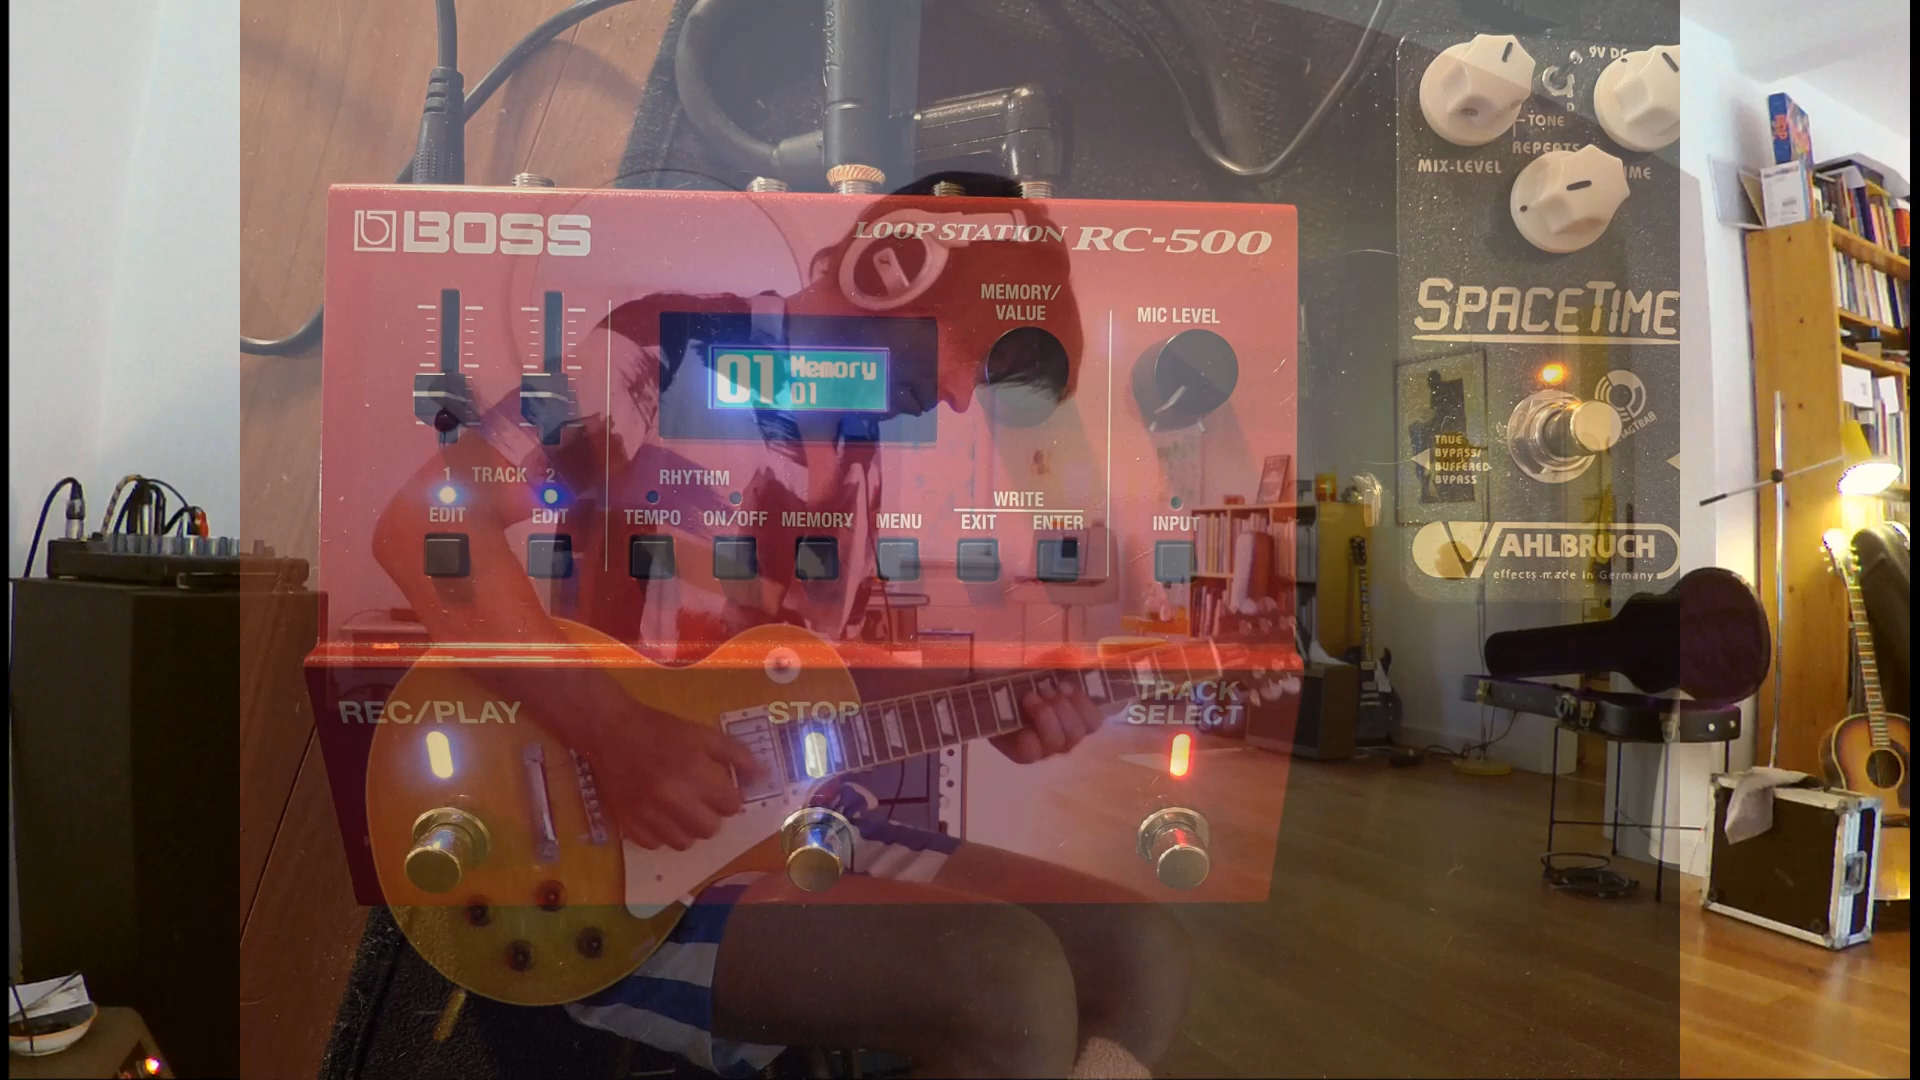 BOSS
LOOP STATION RC-500
MEMORY/
VALUE
MIC LEVEL
01 Memory
01
1 TRACK 2
EDIT EDIT
RHYTHM
TEMPO ON/OFF MEMORY MENU
WRITE
EXIT ENTER
INPUT
REC/PLAY
STOP
TRACK
SELECT
9V DC
TONE
REPEATS
MIX-LEVEL
SPACETIME
TRUE
BYPASS/
BUFFERED-
BYPASS
VAHLBRUCH
effects made in Germany